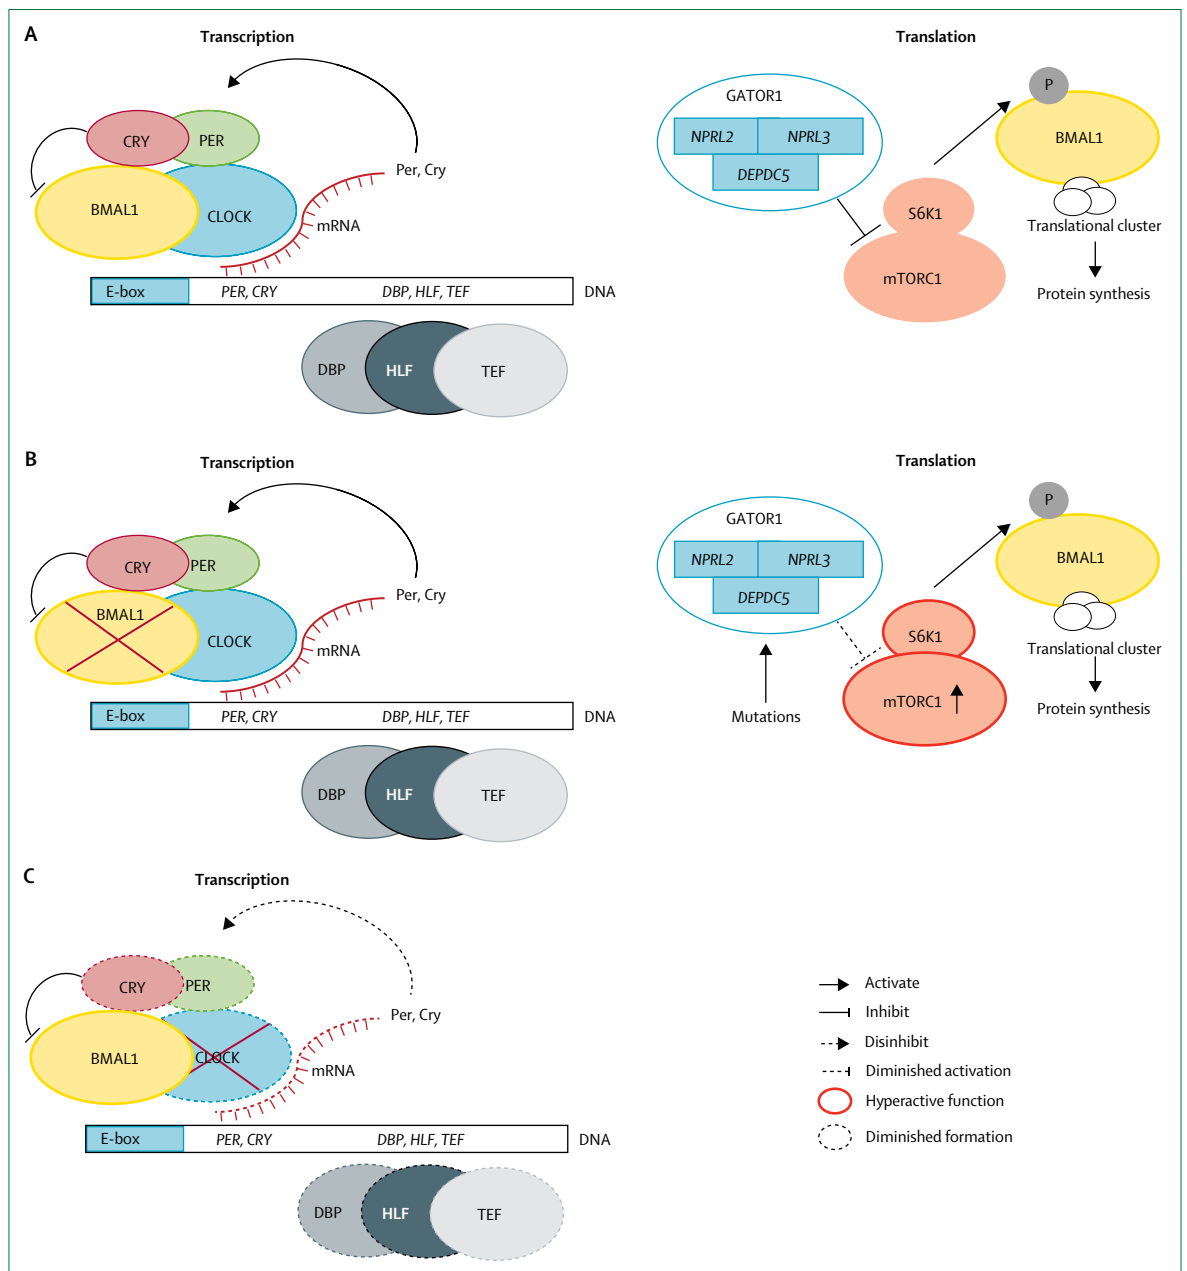 A
Transcription
Translation
CRY
PER
BMAL1
CLOCK
Per, Cry
mRNA
E-box
PER, CRY
DBP, HLF, TEF
DNA
DBP
HLF
TEF
GATOR1
NPRL2
NPRL3
DEPDC5
S6K1
mTORC1
P
BMAL1
Translational cluster
Protein synthesis
B
Transcription
Translation
CRY
PER
BMAL1
CLOCK
Per, Cry
mRNA
E-box
PER, CRY
DBP, HLF, TEF
DNA
DBP
HLF
TEF
GATOR1
NPRL2
NPRL3
DEPDC5
Mutations
S6K1
mTORC1
P
BMAL1
Translational cluster
Protein synthesis
C
Transcription
CRY
PER
BMAL1
CLOCK
Per, Cry
mRNA
E-box
PER, CRY
DBP, HLF, TEF
DNA
DBP
HLF
TEF
Activate
Inhibit
Disinhibit
Diminished activation
Hyperactive function
Diminished formation